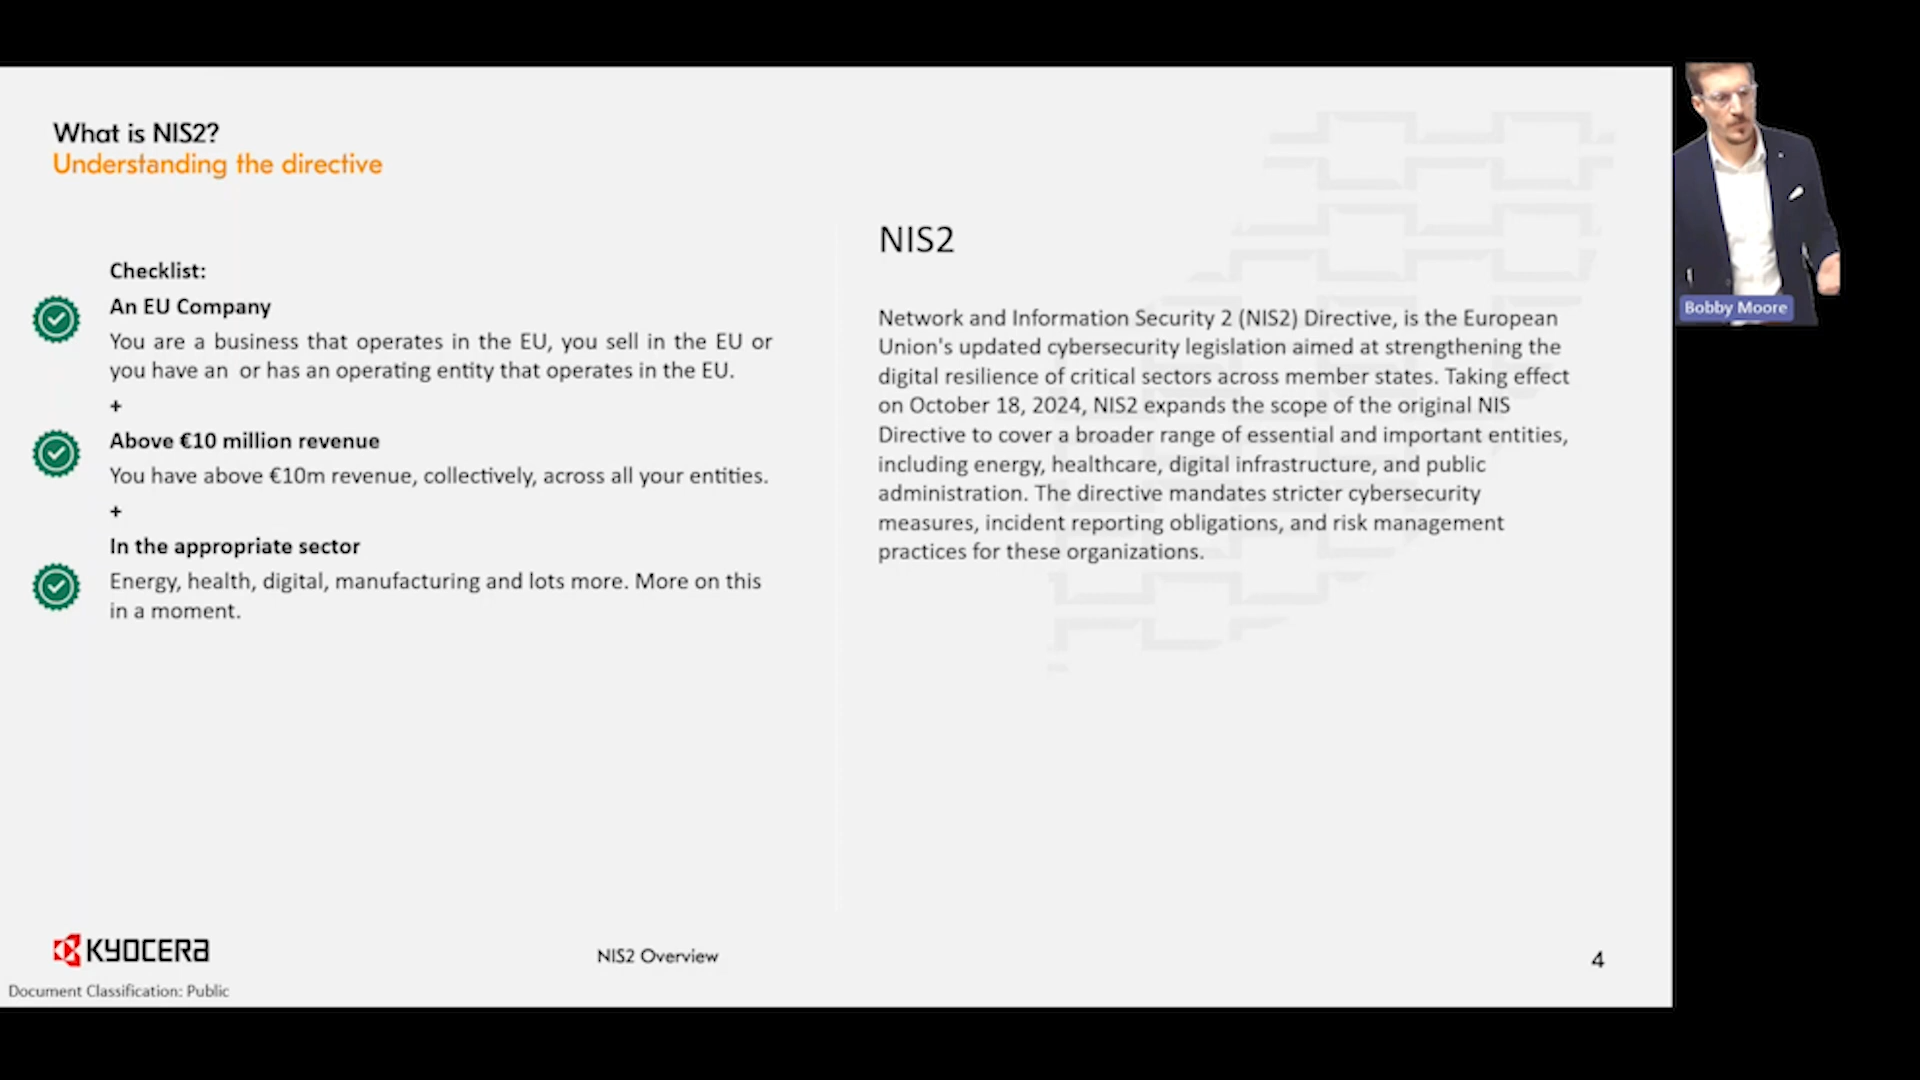 What is NIS2?
Understanding the directive
Checklist:
An EU Company
You are a business that operates in the EU, you sell in the EU or
you have an or has an operating entity that operates in the EU.
+
Above €10 million revenue
You have above €10m revenue, collectively, across all your entities.
+
In the appropriate sector
Energy, health, digital, manufacturing and lots more. More on this
in a moment.
NIS2
Network and Information Security 2 (NIS2) Directive, is the European
Union's updated cybersecurity legislation aimed at strengthening the
digital resilience of critical sectors across member states. Taking effect
on October 18, 2024, NIS2 expands the scope of the original NIS
Directive to cover a broader range of essential and important entities,
including energy, healthcare, digital infrastructure, and public
administration. The directive mandates stricter cybersecurity
measures, incident reporting obligations, and risk management
practices for these organizations.
Bobby Moore
KYOCERA
NIS2 Overview
4
Document Classification: Public